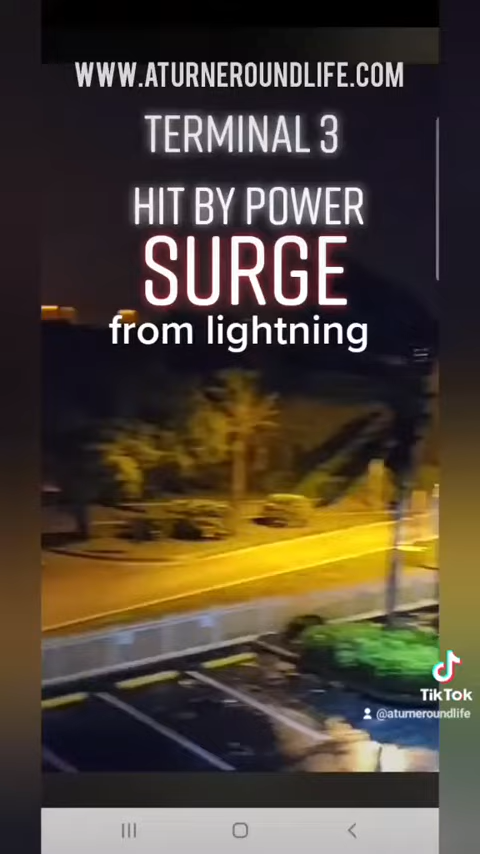 WWW.ATURNEROUNDLIFE.COM
TERMINAL 3
HIT BY POWER
SURGE
from lightning
TikTok
@aturneroundlife